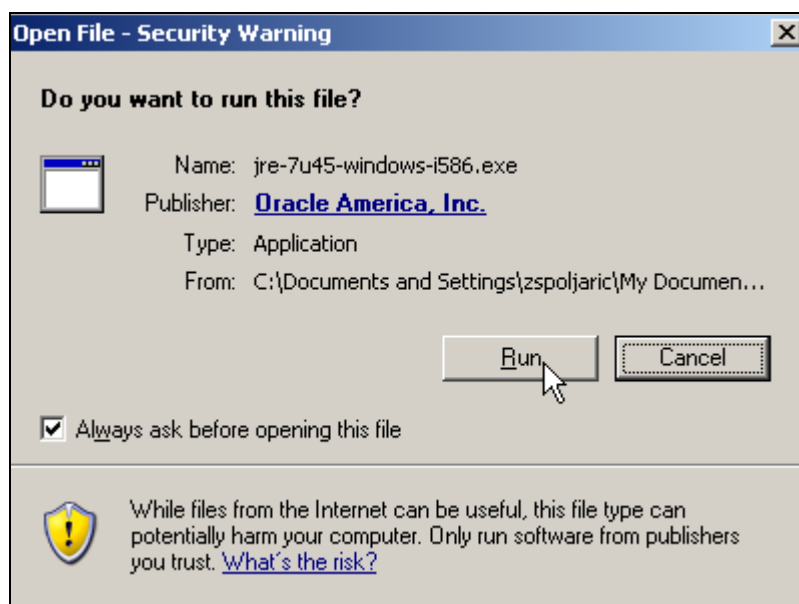 Open File - Security Warning
Do you want to run this file?
Name: jre-7u45-windows-i586.exe
Publisher: Oracle America, Inc.
Type: Application
From: C:\Documents and Settings\zspoljaric\My Documen...
Run
Cancel
Always ask before opening this file
While files from the Internet can be useful, this file type can
potentially harm your computer. Only run software from publishers
you trust. What's the risk?